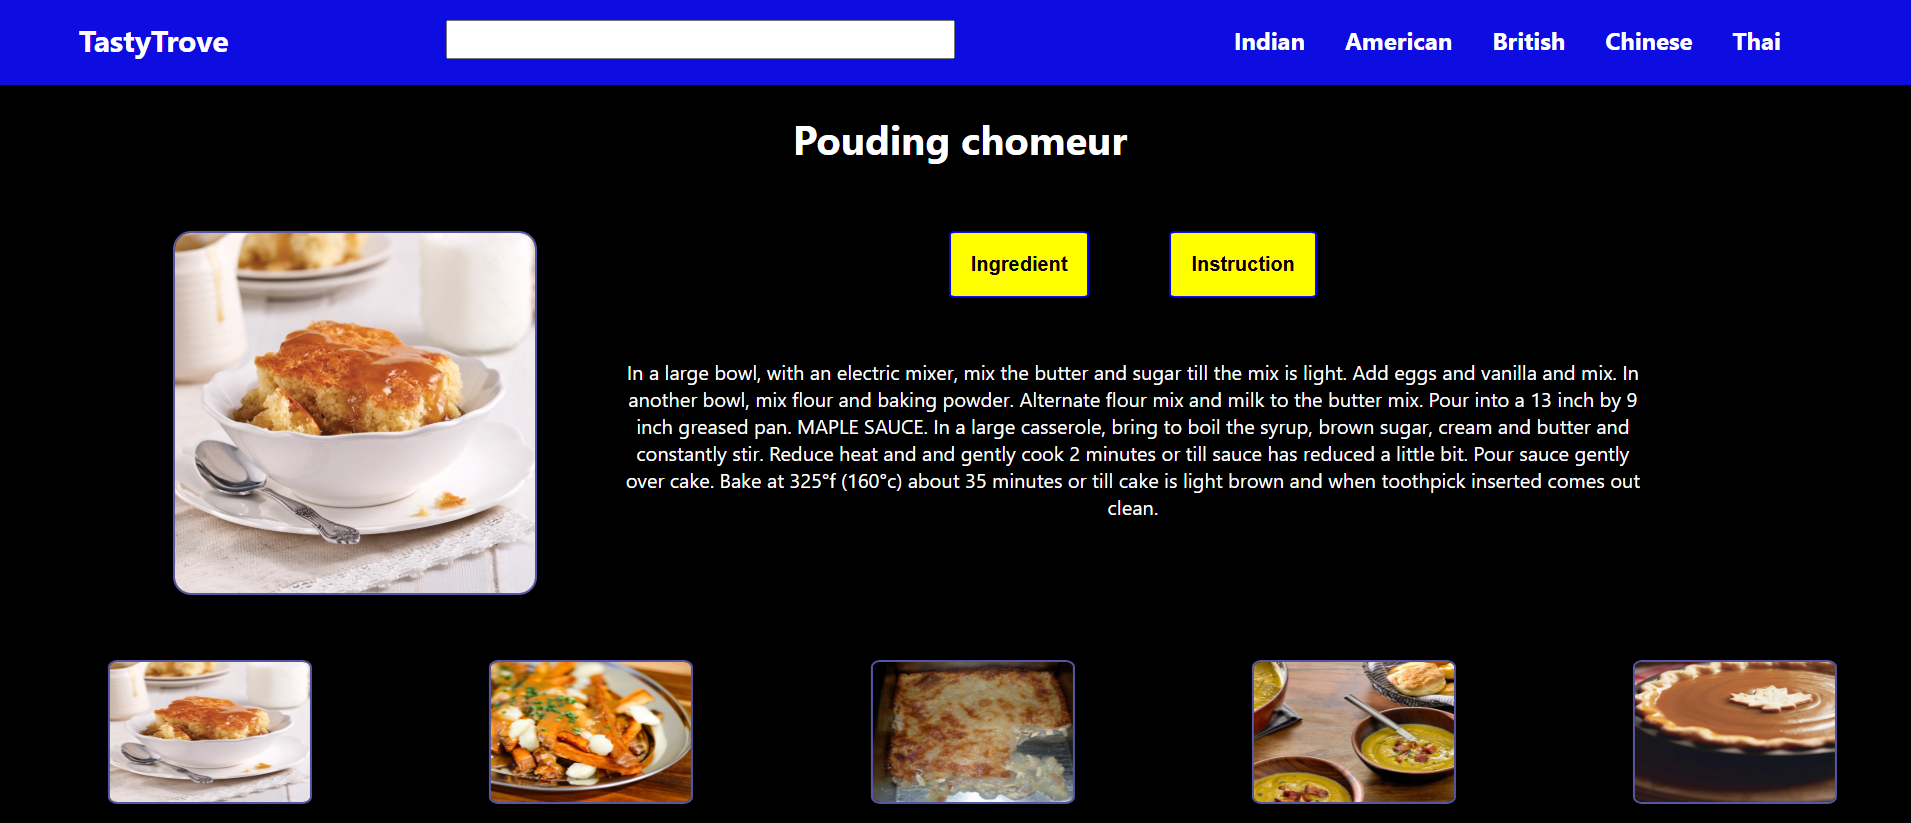 TastyTrove
Indian American British Chinese Thai
Pouding chomeur
Ingredient Instruction
In a large bowl, with an electric mixer, mix the butter and sugar till the mix is light. Add eggs and vanilla and mix. In
another bowl, mix flour and baking powder. Alternate flour mix and milk to the butter mix. Pour into a 13 inch by 9
inch greased pan. MAPLE SAUCE. In a large casserole, bring to boil the syrup, brown sugar, cream and butter and
constantly stir. Reduce heat and and gently cook 2 minutes or till sauce has reduced a little bit. Pour sauce gently
over cake. Bake at 325°f (160°c) about 35 minutes or till cake is light brown and when toothpick inserted comes out
clean.